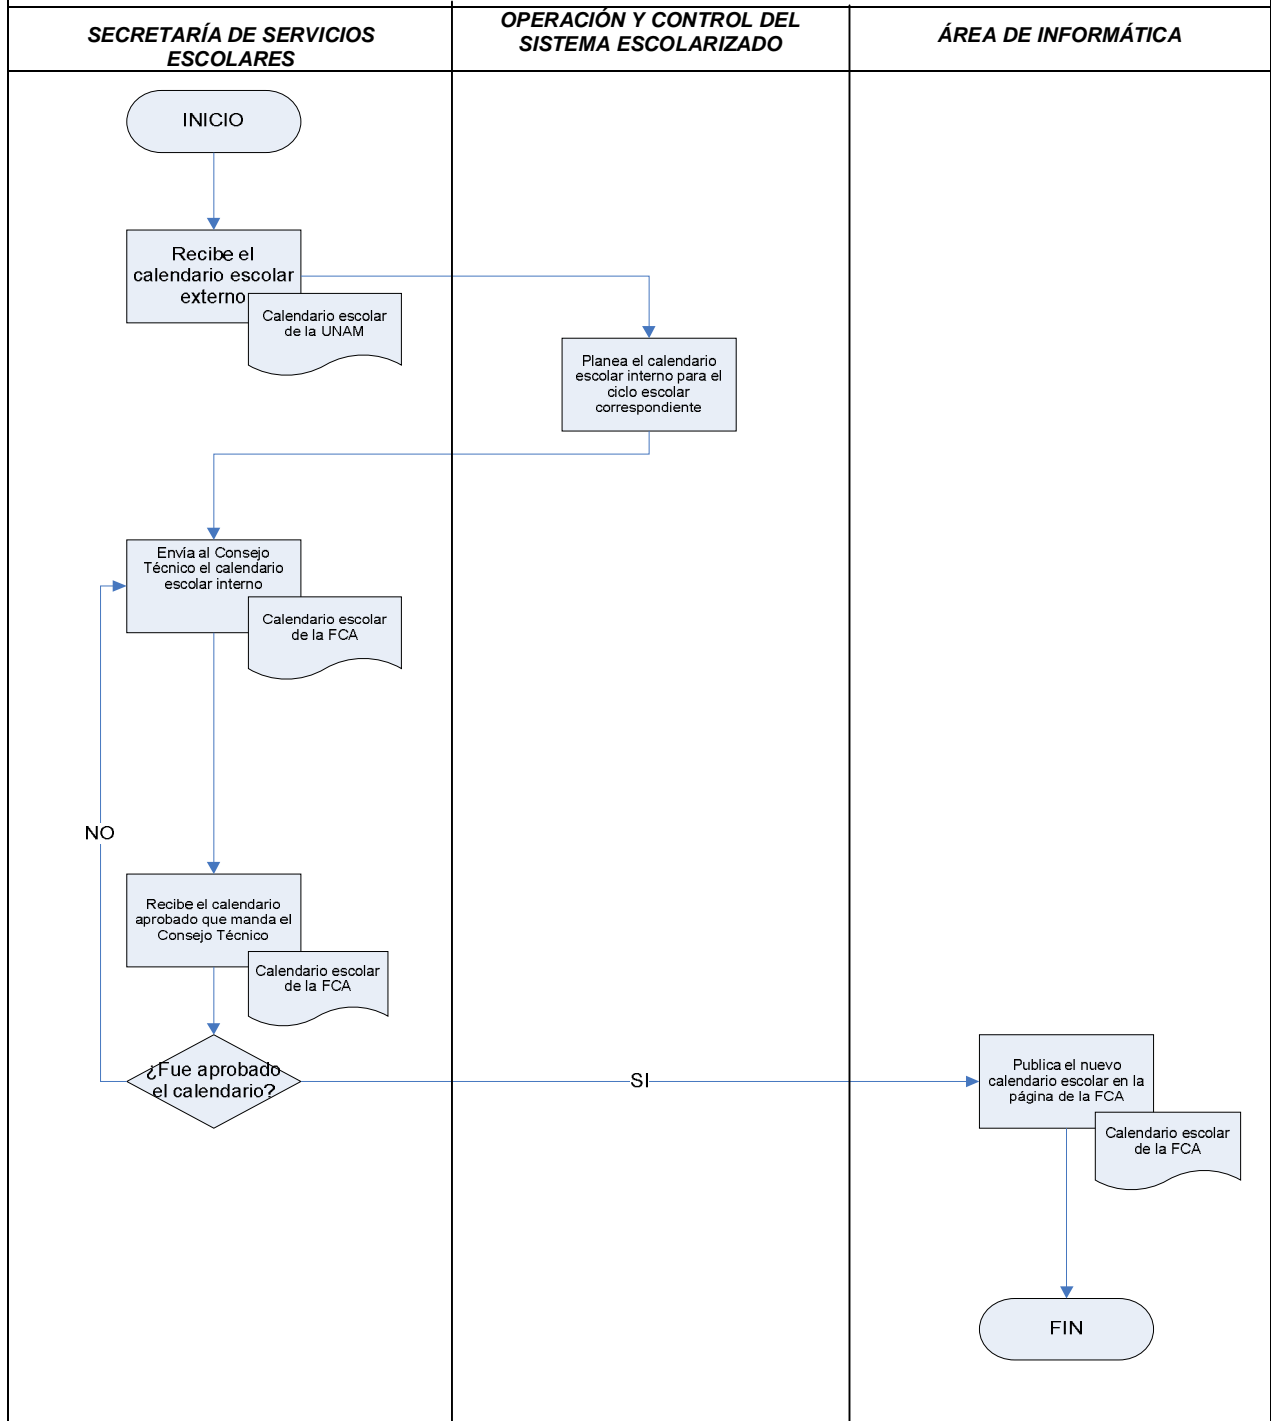 SECRETARÍA DE SERVICIOS
ESCOLARES
OPERACIÓN Y CONTROL DEL
SISTEMA ESCOLARIZADO
ÁREA DE INFORMÁTICA
INICIO
Recibe el
calendario escolar
externo
Calendario escolar
de la UNAM
Planea el calendario
escolar interno para el
ciclo escolar
correspondiente
Envía al Consejo
Técnico el calendario
escolar interno
Calendario escolar
de la FCA
NO
Recibe el calendario
aprobado que manda el
Consejo Técnico
Calendario escolar
de la FCA
¿Fue aprobado
el calendario?
SI
Publica el nuevo
calendario escolar en la
página de la FCA
Calendario escolar
de la FCA
FIN